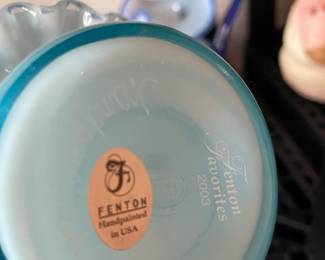 Fenton
Favorites
2003
F
FENTON
Handpainted
in USA